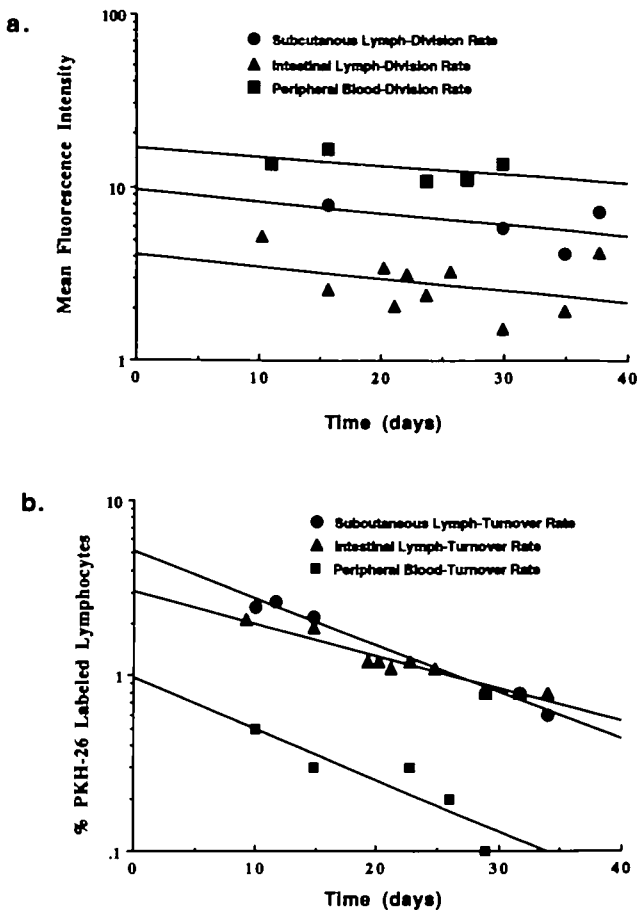 a.
100
10
1
Mean Fluorescence Intensity
Subcutanous Lymph-Division Rate
Intestinal Lymph-Division Rate
Peripheral Blood-Division Rate
0 10 20 30 40
Time (days)
b.
10
1
.1
% PKH-26 Labeled Lymphocytes
Suboutaneous Lymph-Turnover Rate
Intestinal Lymph-Turnover Rate
Peripheral Blood-Turnover Rate
0 10 20 30 40
Time (days)